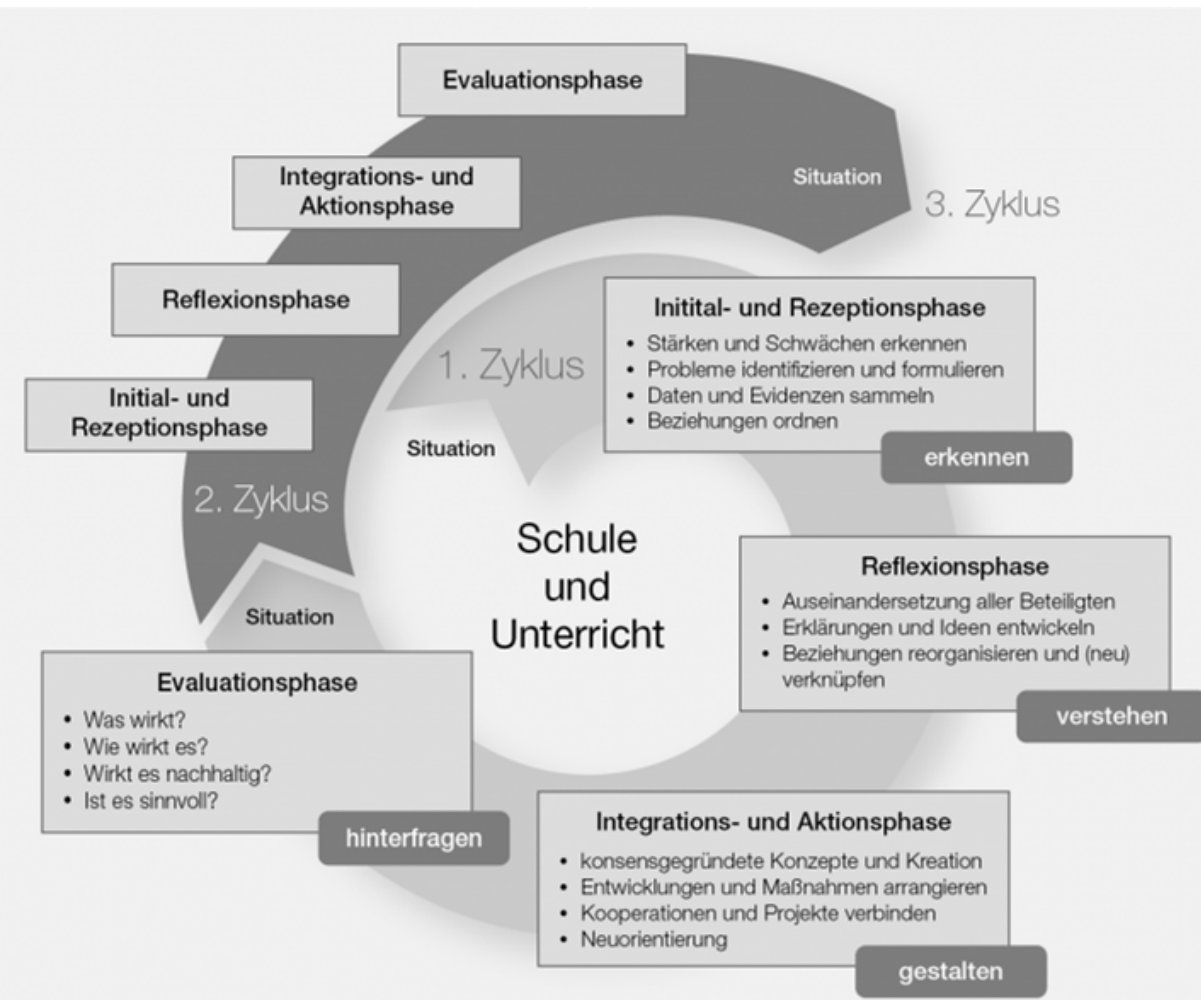 Evaluationsphase
Situation
Integrations- und
Aktionsphase
3. Zyklus
Reflexionsphase
Initital- und Rezeptionsphase
• Stärken und Schwächen erkennen
• Probleme identifizieren und formulieren
• Daten und Evidenzen sammeln
• Beziehungen ordnen
erkennen
1. Zyklus
Situation
Initial- und
Rezeptionsphase
2. Zyklus
Schule
und
Unterricht
Reflexionsphase
• Auseinandersetzung aller Beteiligten
• Erklärungen und Ideen entwickeln
• Beziehungen reorganisieren und (neu)
verknüpfen
verstehen
Situation
Evaluationsphase
• Was wirkt?
• Wie wirkt es?
• Wirkt es nachhaltig?
• Ist es sinnvoll?
hinterfragen
Integrations- und Aktionsphase
• konsensgegründete Konzepte und Kreation
• Entwicklungen und Maßnahmen arrangieren
• Kooperationen und Projekte verbinden
• Neuorientierung
gestalten